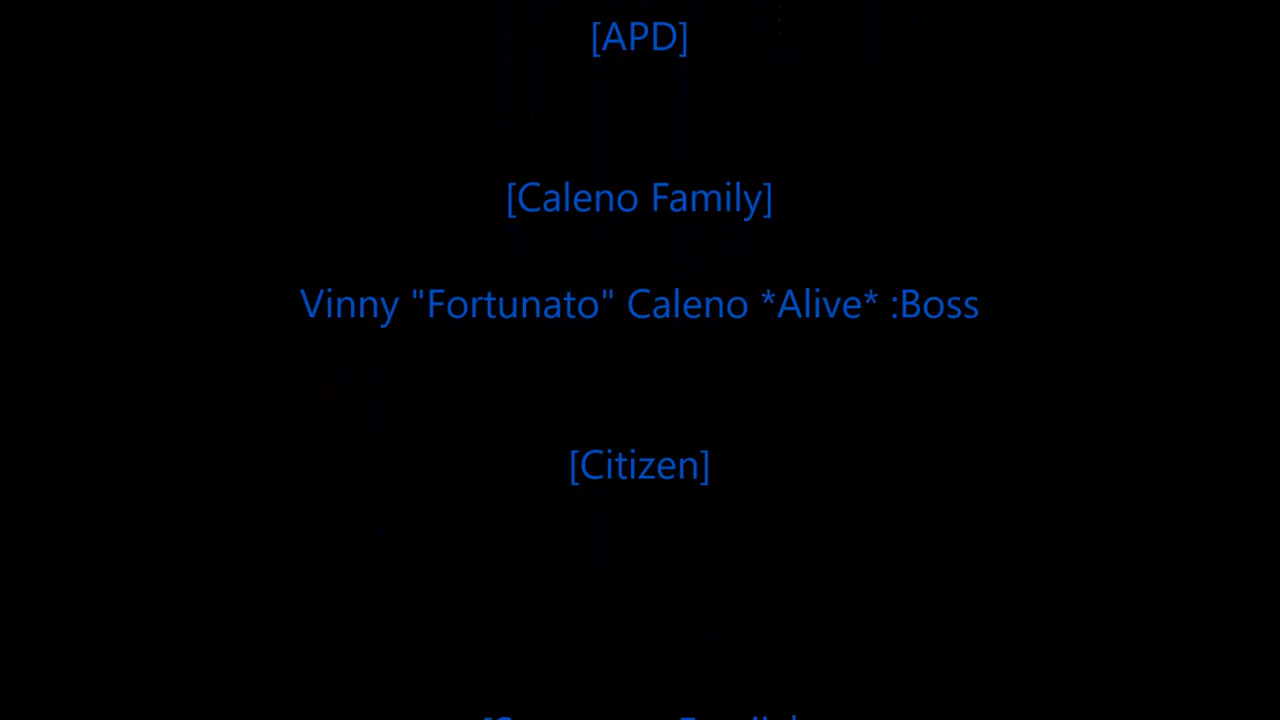 [APD]
[Caleno Family]
Vinny "Fortunato" Caleno *Alive* :Boss
[Citizen]